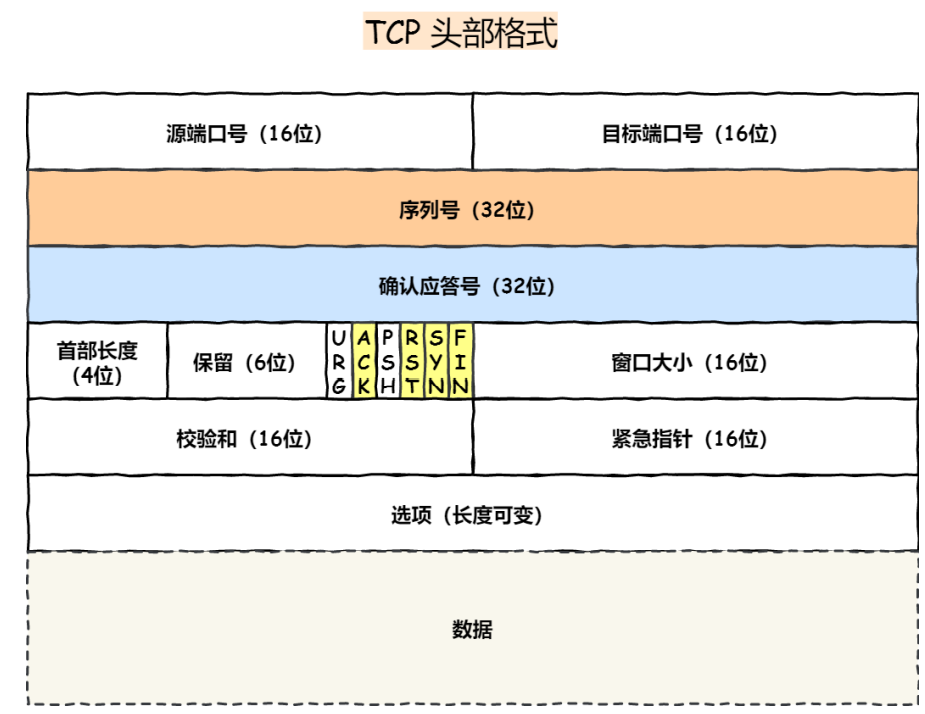 TCP 头部格式
源端口号（16位）
目标端口号（16位）
序列号（32位）
确认应答号（32位）
首部长度
（4位）
保留（6位）
URG
ACK
PSH
RST
SYN
FIN
窗口大小（16位）
校验和（16位）
紧急指针（16位）
选项（长度可变）
数据